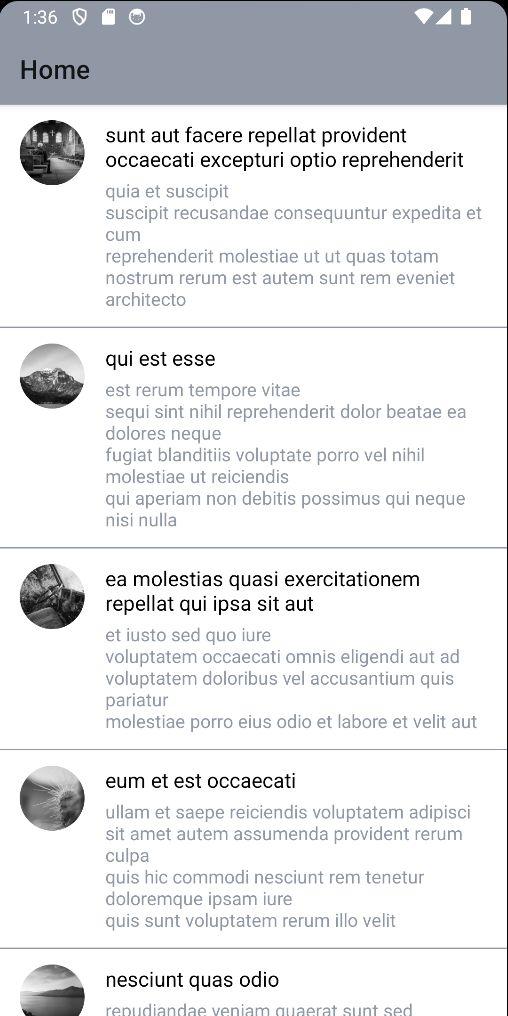 1:36
Home
sunt aut facere repellat provident
occaecati excepturi optio reprehenderit
quia et suscipit
suscipit recusandae consequuntur expedita et
cum
reprehenderit molestiae ut ut quas totam
nostrum rerum est autem sunt rem eveniet
architecto
qui est esse
est rerum tempore vitae
sequi sint nihil reprehenderit dolor beatae ea
dolores neque
fugiat blanditiis voluptate porro vel nihil
molestiae ut reiciendis
qui aperiam non debitis possimus qui neque
nisi nulla
ea molestias quasi exercitationem
repellat qui ipsa sit aut
et iusto sed quo iure
voluptatem occaecati omnis eligendi aut ad
voluptatem doloribus vel accusantium quis
pariatur
molestiae porro eius odio et labore et velit aut
eum et est occaecati
ullam et saepe reiciendis voluptatem adipisci
sit amet autem assumenda provident rerum
culpa
quis hic commodi nesciunt rem tenetur
doloremque ipsam iure
quis sunt voluptatem rerum illo velit
nesciunt quas odio
repudiandae veniam quaerat sunt sed